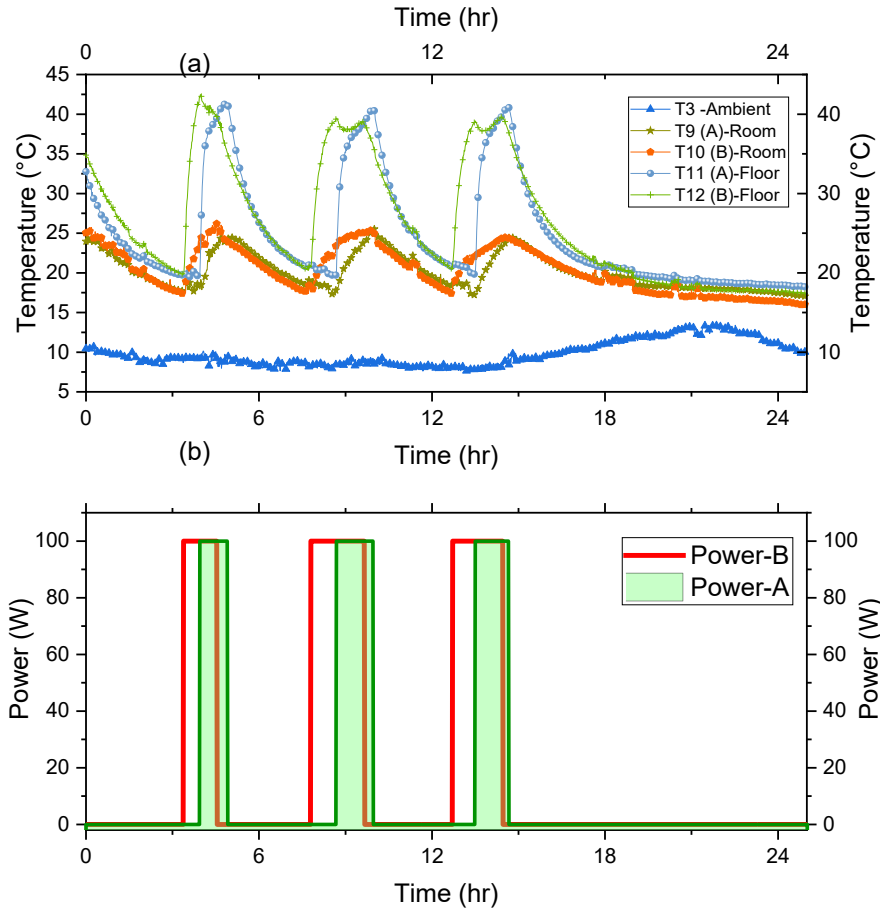 Time (hr)
0 12 24
(a)
45
40
35
30
25
20
15
10
5
Temperature (°C)
T3 -Ambient
T9 (A)-Room
T10 (B)-Room
T11 (A)-Floor
T12 (B)-Floor
40
30
20
10
Temperature (°C)
0 6 12 18 24
(b)
Time (hr)
100
80
60
40
20
0
Power (W)
Power-B
Power-A
100
80
60
40
20
0
Power (W)
0 6 12 18 24
Time (hr)